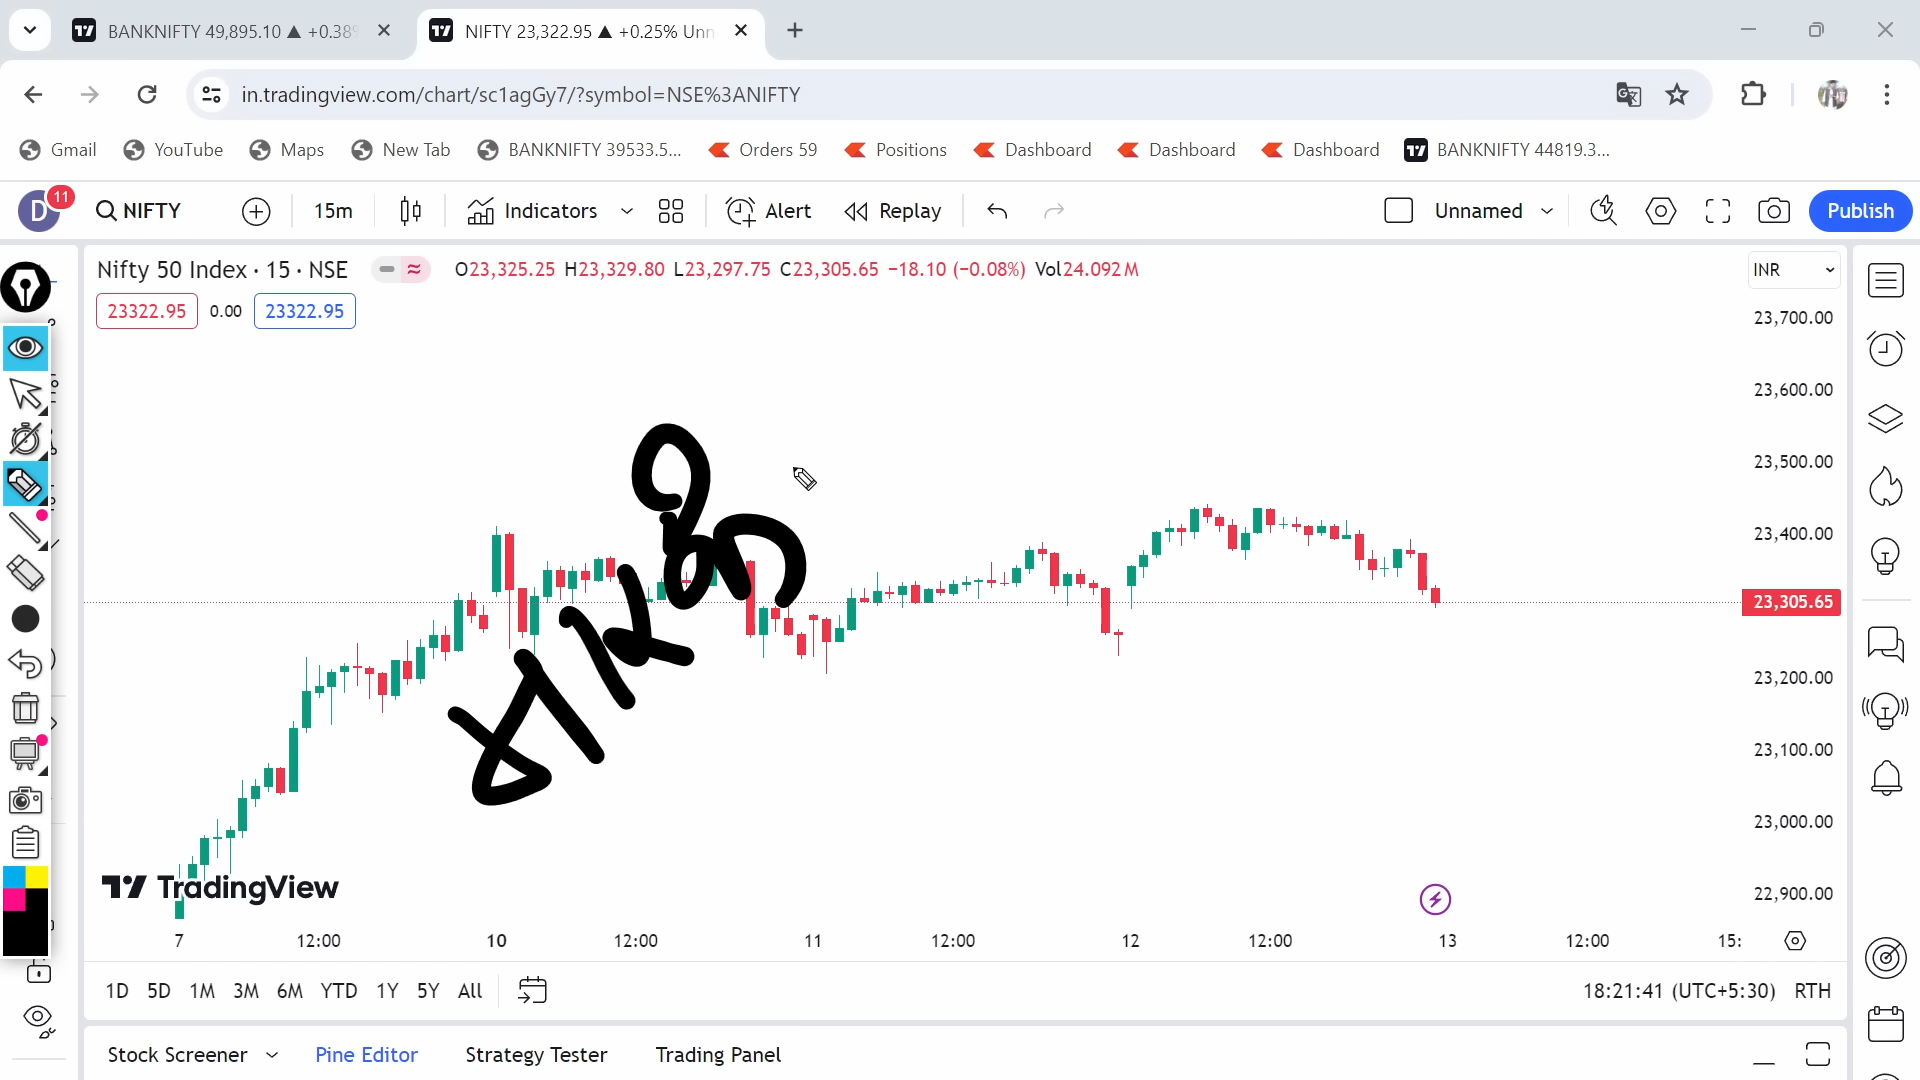 BANKNIFTY 49,895.10 ▲ +0.38%
NIFTY 23,322.95 ▲ +0.25% Unn
in.tradingview.com/chart/sc1agGy7/?symbol=NSE%3ANIFTY
Gmail YouTube Maps New Tab BANKNIFTY 39533.5... Orders 59 Positions Dashboard Dashboard Dashboard BANKNIFTY 44819.3...
D 11 NIFTY 15m Indicators Alert Replay Unnamed Publish
Nifty 50 Index · 15 · NSE O23,325.25 H23,329.80 L23,297.75 C23,305.65 −18.10 (−0.08%) Vol24.092 M INR
23322.95 0.00 23322.95
23,700.00
23,600.00
23,500.00
23,400.00
23,305.65
23,200.00
23,100.00
23,000.00
22,900.00
TradingView
7 12:00 10 12:00 11 12:00 12 12:00 13 12:00 15:
1D 5D 1M 3M 6M YTD 1Y 5Y All 18:21:41 (UTC+5:30) RTH
Stock Screener Pine Editor Strategy Tester Trading Panel